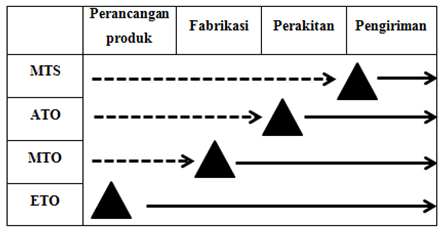 Perancangan
produk
Fabrikasi
Perakitan
Pengiriman
MTS
ATO
MTO
ETO